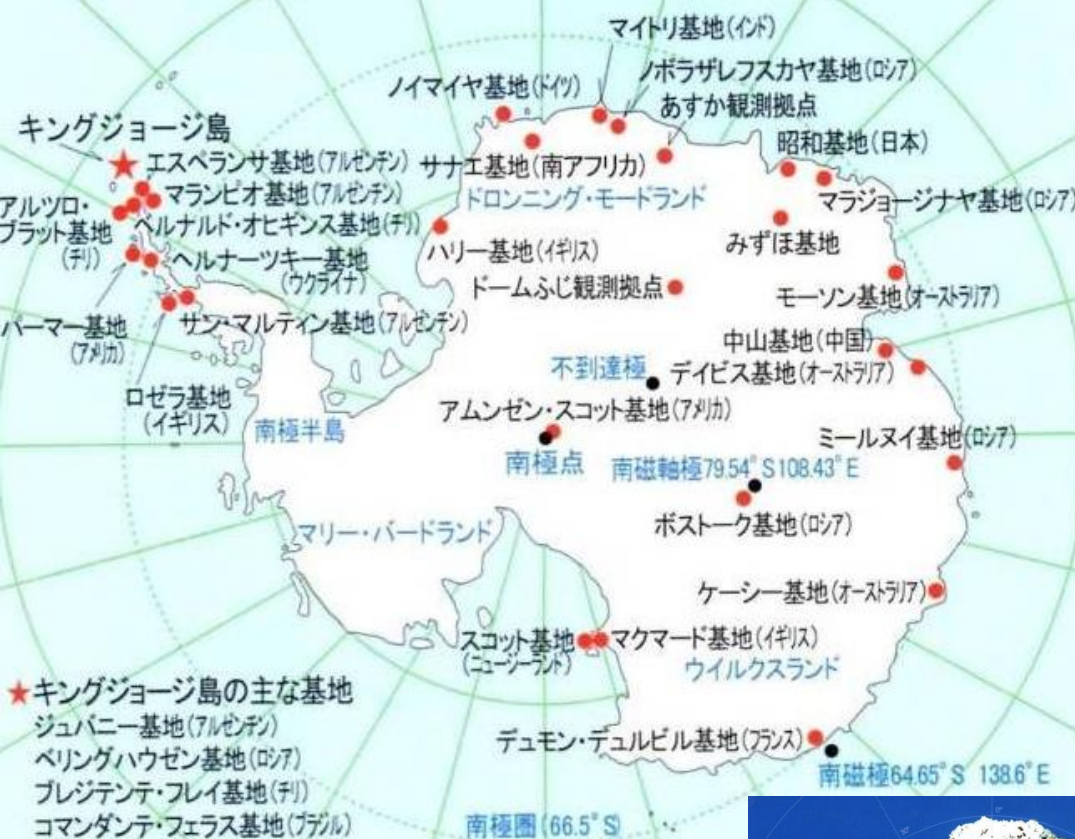 マイトリ基地(インド)
ノイマイヤ基地(ドイツ)
ノボラザレフスカヤ基地(ロシア)
あすか観測拠点
キングジョージ島
昭和基地(日本)
エスペランサ基地(アルゼンチン)
サナエ基地(南アフリカ)
マランビオ基地(アルゼンチン)
ドロンニング・モードランド
マラジョージナヤ基地(ロシア)
アルツロ・
プラット基地
(チリ)
ベルナルド・オヒギンス基地(チリ)
ハリー基地(イギリス)
みずほ基地
ベルナーツキー基地
(ウクライナ)
ドームふじ観測拠点
モーソン基地(オーストラリア)
パーマー基地
(アメリカ)
サン・マルティン基地(アルゼンチン)
中山基地(中国)
不到達極
デイビス基地(オーストラリア)
ロゼラ基地
(イギリス)
アムンゼン・スコット基地(アメリカ)
南極半島
ミールヌイ基地(ロシア)
南極点
南磁軸極79.54°S108.43°E
ボストーク基地(ロシア)
マリー・バードランド
ケーシー基地(オーストラリア)
スコット基地
(ニュージーランド)
マクマード基地(イギリス)
ウイルクスランド
★キングジョージ島の主な基地
ジュバニー基地(アルゼンチン)
ベリングハウゼン基地(ロシア)
プレジテンテ・フレイ基地(チリ)
コマンダンテ・フェラス基地(ブラジル)
デュモン・デュルビル基地(フランス)
南磁極64.65°S 138.6°E
南極圏(66.5°S)